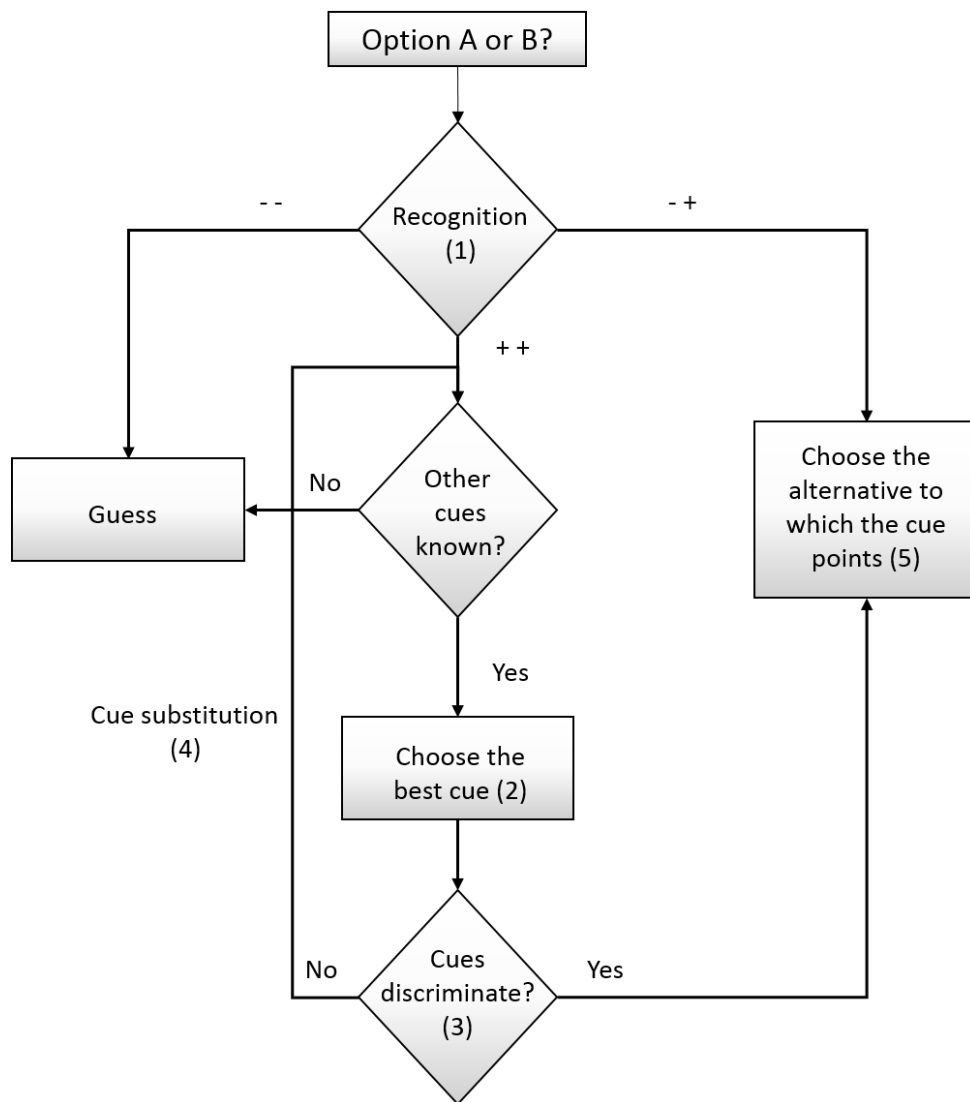 Option A or B?
- -
- +
Recognition
(1)
+ +
No
Other
cues
known?
Guess
Choose the
alternative to
which the cue
points (5)
Yes
Cue substitution
(4)
Choose the
best cue (2)
No
Cues
discriminate?
(3)
Yes